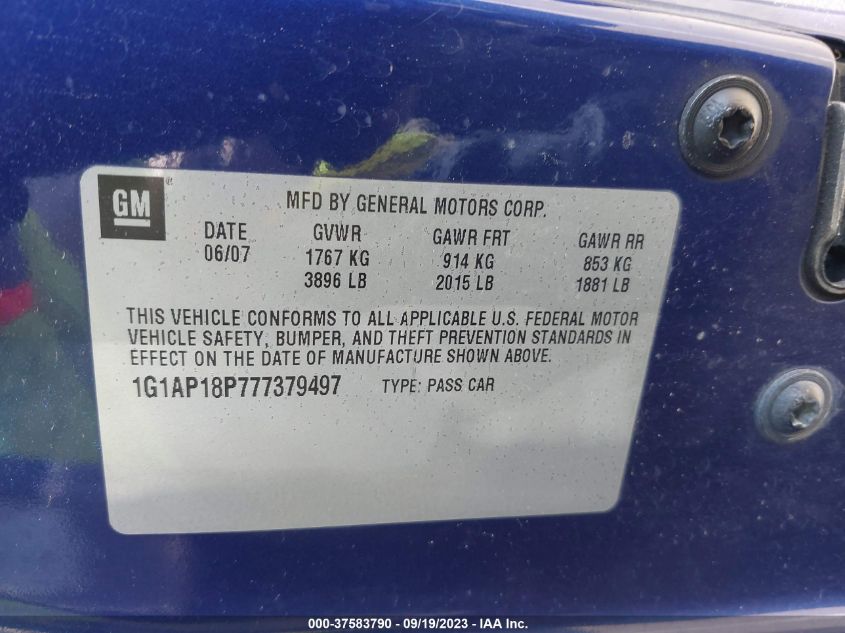 GM®
MFD BY GENERAL MOTORS CORP.
DATE GVWR GAWR FRT GAWR RR
06/07 1767 KG 914 KG 853 KG
3896 LB 2015 LB 1881 LB
THIS VEHICLE CONFORMS TO ALL APPLICABLE U.S. FEDERAL MOTOR
VEHICLE SAFETY, BUMPER, AND THEFT PREVENTION STANDARDS IN
EFFECT ON THE DATE OF MANUFACTURE SHOWN ABOVE.
1G1AP18P777379497 TYPE: PASS CAR
000-37583790 - 09/19/2023 - IAA Inc.